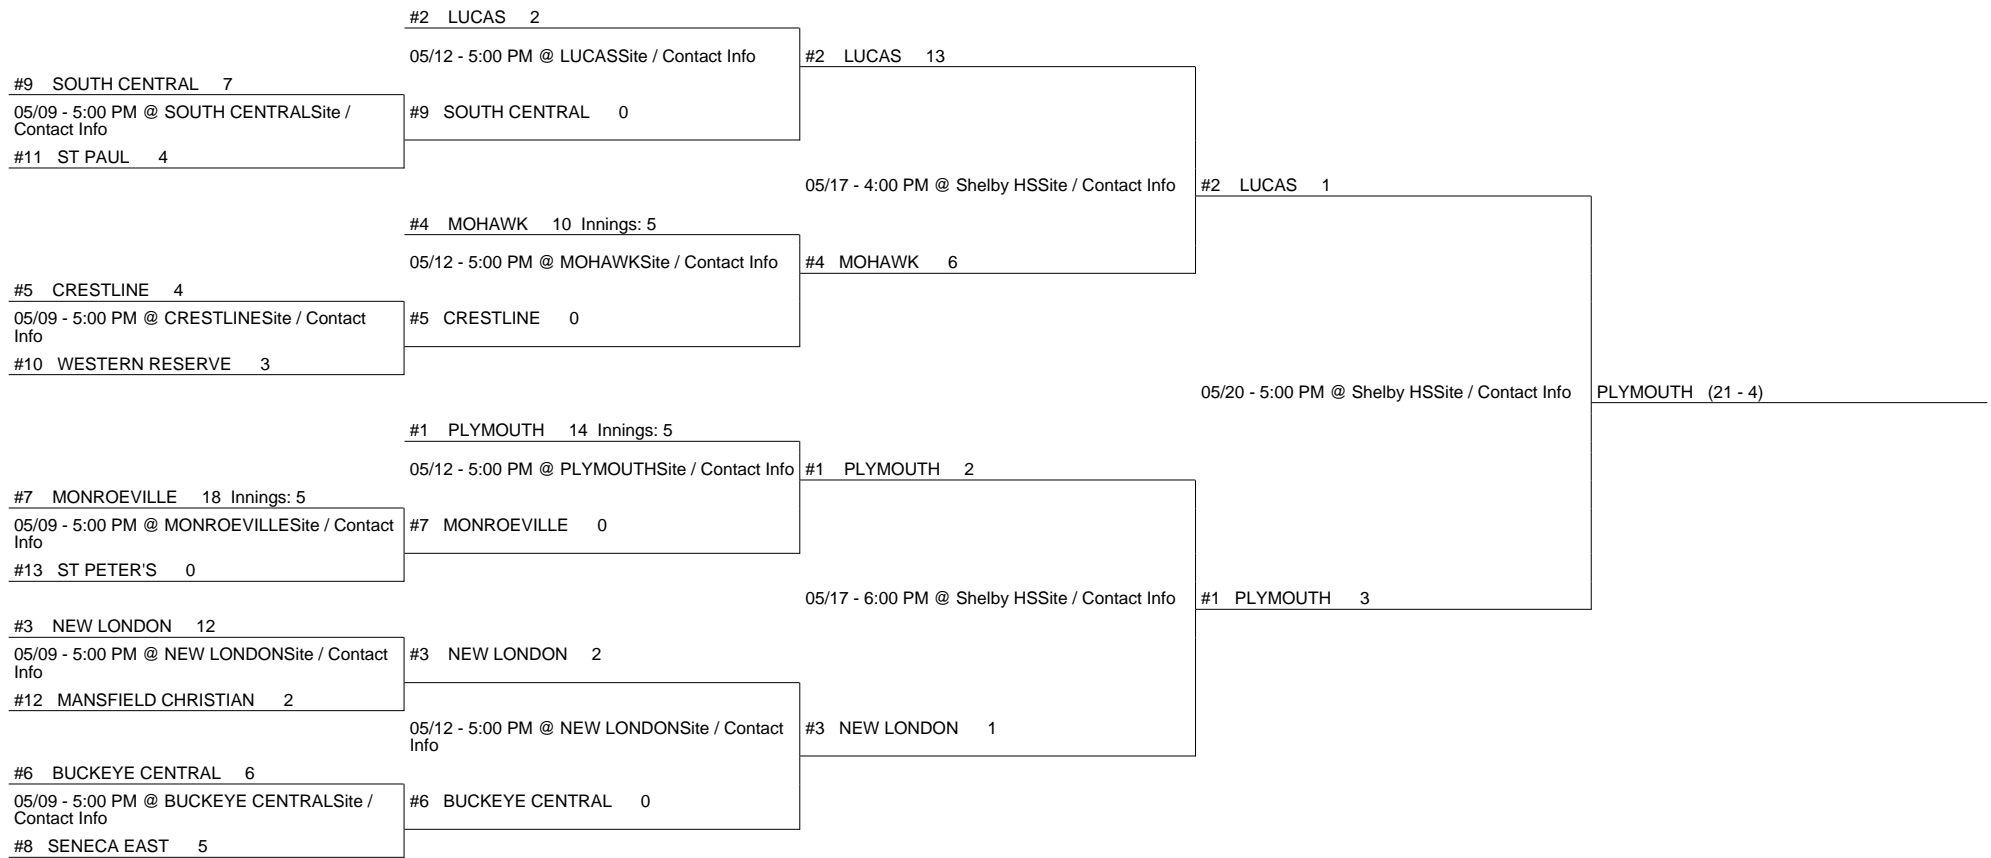 #2 LUCAS 2
05/12 - 5:00 PM @ LUCASSite / Contact Info
#2 LUCAS 13
#9 SOUTH CENTRAL 7
05/09 - 5:00 PM @ SOUTH CENTRALSite /
Contact Info
#9 SOUTH CENTRAL 0
#11 ST PAUL 4
05/17 - 4:00 PM @ Shelby HSSite / Contact Info
#2 LUCAS 1
#4 MOHAWK 10 Innings: 5
05/12 - 5:00 PM @ MOHAWKSite / Contact Info
#4 MOHAWK 6
#5 CRESTLINE 4
05/09 - 5:00 PM @ CRESTLINESite / Contact
Info
#5 CRESTLINE 0
#10 WESTERN RESERVE 3
05/20 - 5:00 PM @ Shelby HSSite / Contact Info
PLYMOUTH (21 - 4)
#1 PLYMOUTH 14 Innings: 5
05/12 - 5:00 PM @ PLYMOUTHSite / Contact Info
#1 PLYMOUTH 2
#7 MONROEVILLE 18 Innings: 5
05/09 - 5:00 PM @ MONROEVILLESite / Contact
Info
#7 MONROEVILLE 0
#13 ST PETER'S 0
05/17 - 6:00 PM @ Shelby HSSite / Contact Info
#1 PLYMOUTH 3
#3 NEW LONDON 12
05/09 - 5:00 PM @ NEW LONDONSite / Contact
Info
#3 NEW LONDON 2
#12 MANSFIELD CHRISTIAN 2
05/12 - 5:00 PM @ NEW LONDONSite / Contact
Info
#3 NEW LONDON 1
#6 BUCKEYE CENTRAL 6
05/09 - 5:00 PM @ BUCKEYE CENTRALSite /
Contact Info
#6 BUCKEYE CENTRAL 0
#8 SENECA EAST 5